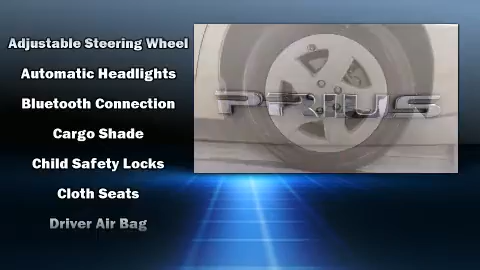 Adjustable Steering Wheel
Automatic Headlights
Bluetooth Connection
Cargo Shade
Child Safety Locks
Cloth Seats
Driver Air Bag
PRIUS